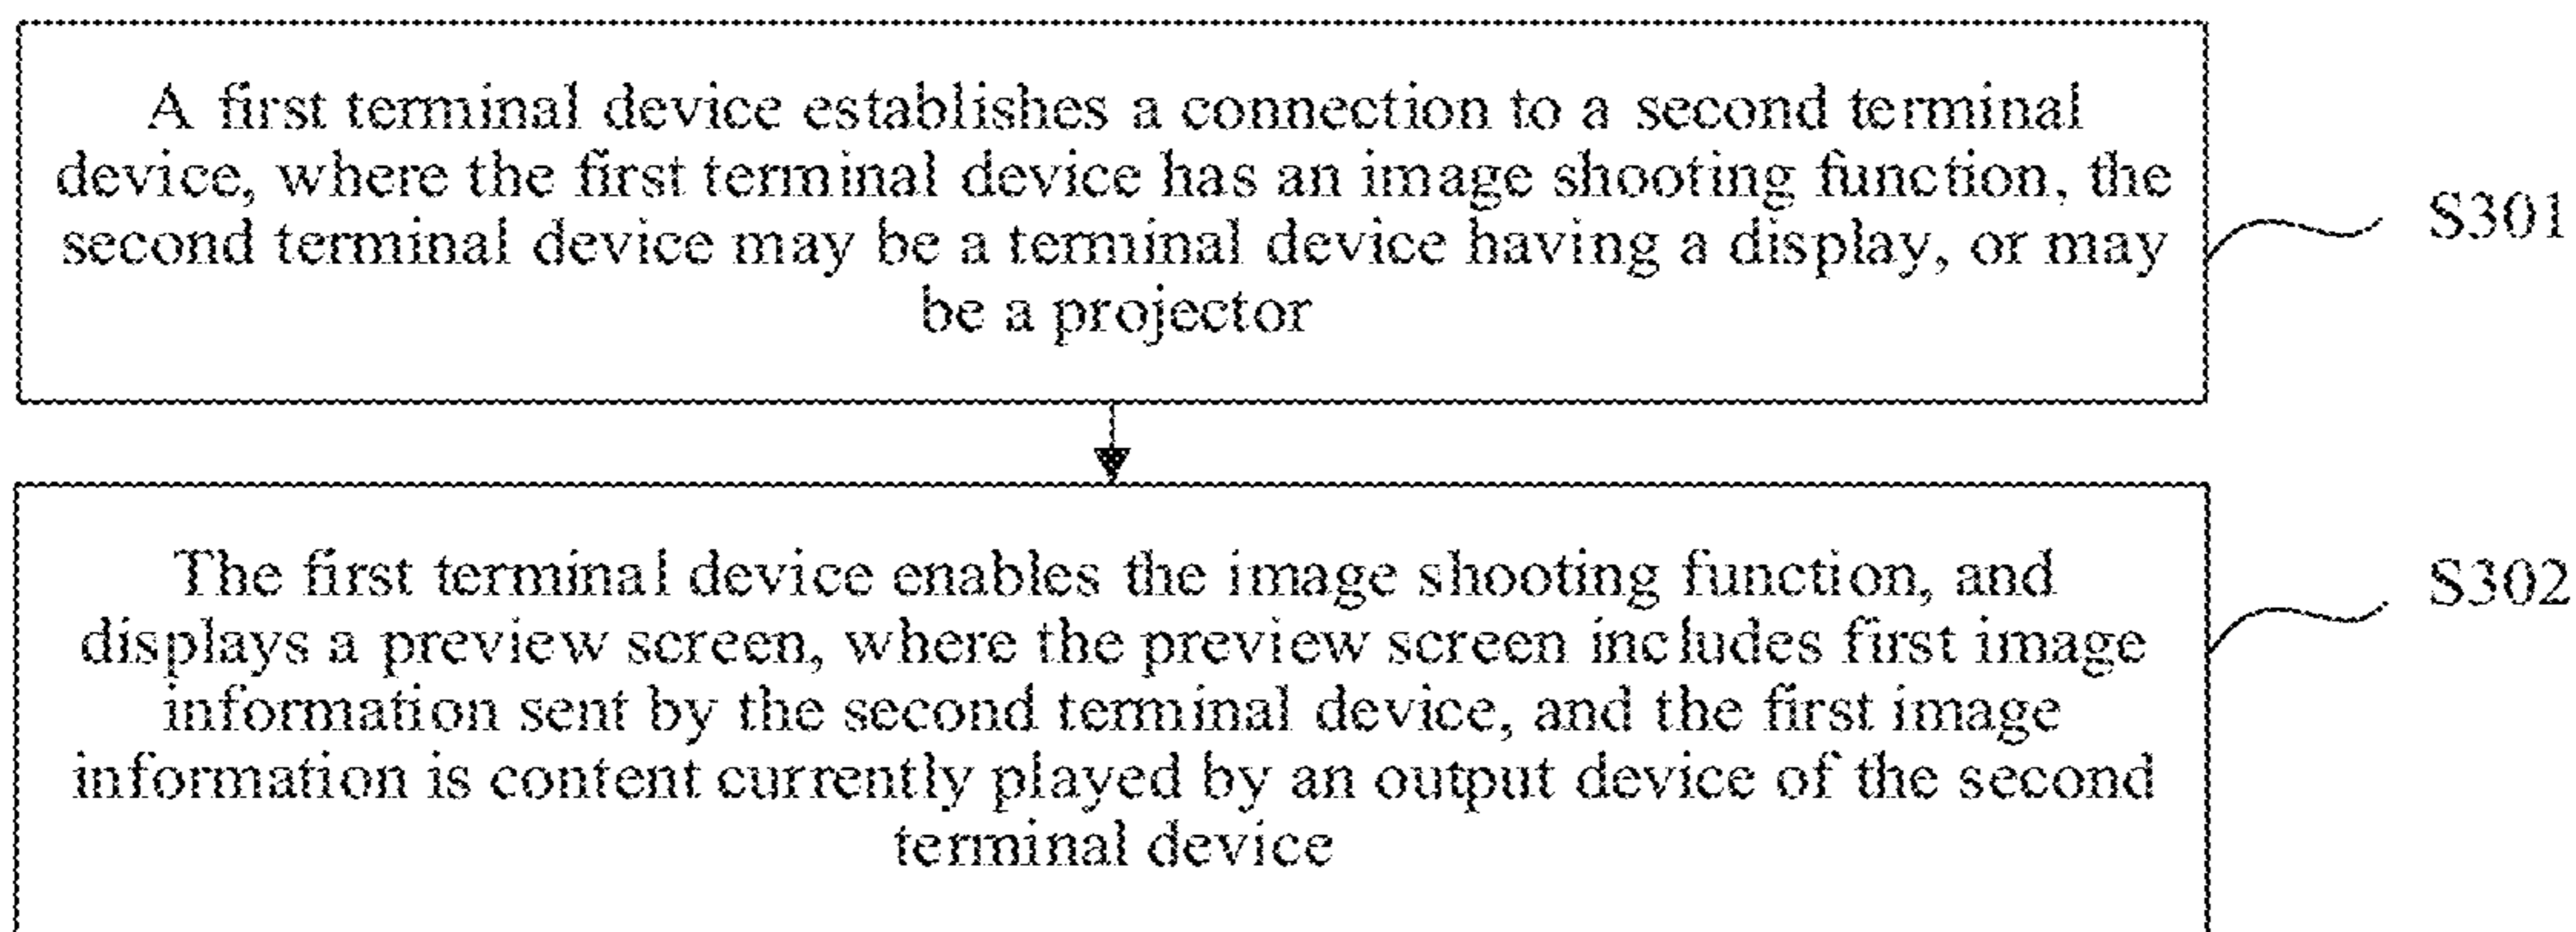 A first terminal device establishes a connection to a second terminal
device, where the first terminal device has an image shooting function, the
second terminal device may be a terminal device having a display, or may
be a projector
S301
The first terminal device enables the image shooting function, and
displays a preview screen, where the preview screen includes first image
information sent by the second terminal device, and the first image
information is content currently played by an output device of the second
terminal device
S302